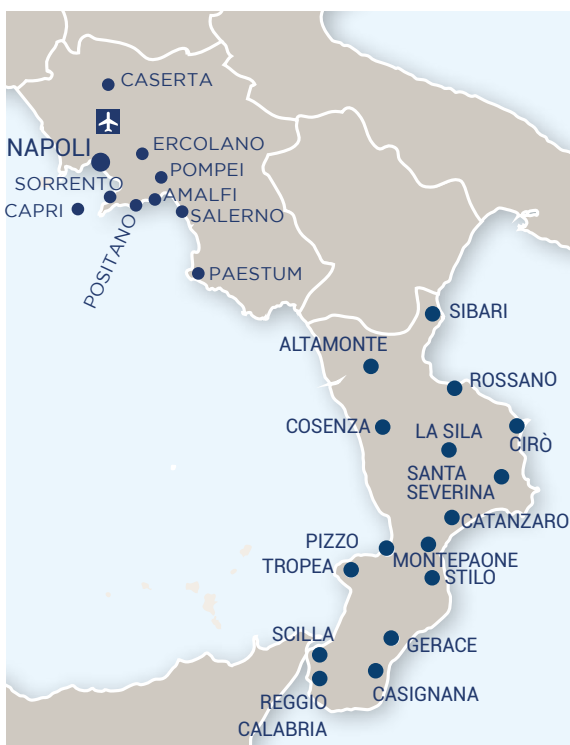 CASERTA
NAPOLI
ERCOLANO
POMPEI
SORRENTO
AMALFI
CAPRI
SALERNO
POSITANO
PAESTUM
SIBARI
ALTAMONTE
ROSSANO
COSENZA
LA SILA
CIRÒ
SANTA
SEVERINA
CATANZARO
PIZZO
MONTEPAONE
TROPEA
STILO
SCILLA
GERACE
REGGIO
CALABRIA
CASIGNANA